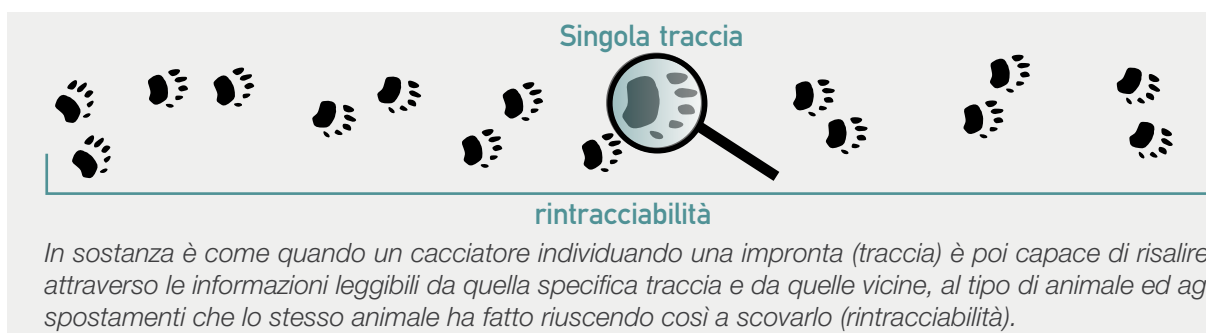 Singola traccia
rintracciabilità
In sostanza è come quando un cacciatore individuando una impronta (traccia) è poi capace di risalire
attraverso le informazioni leggibili da quella specifica traccia e da quelle vicine, al tipo di animale ed
spostamenti che lo stesso animale ha fatto riuscendo così a scovarlo (rintracciabilità).